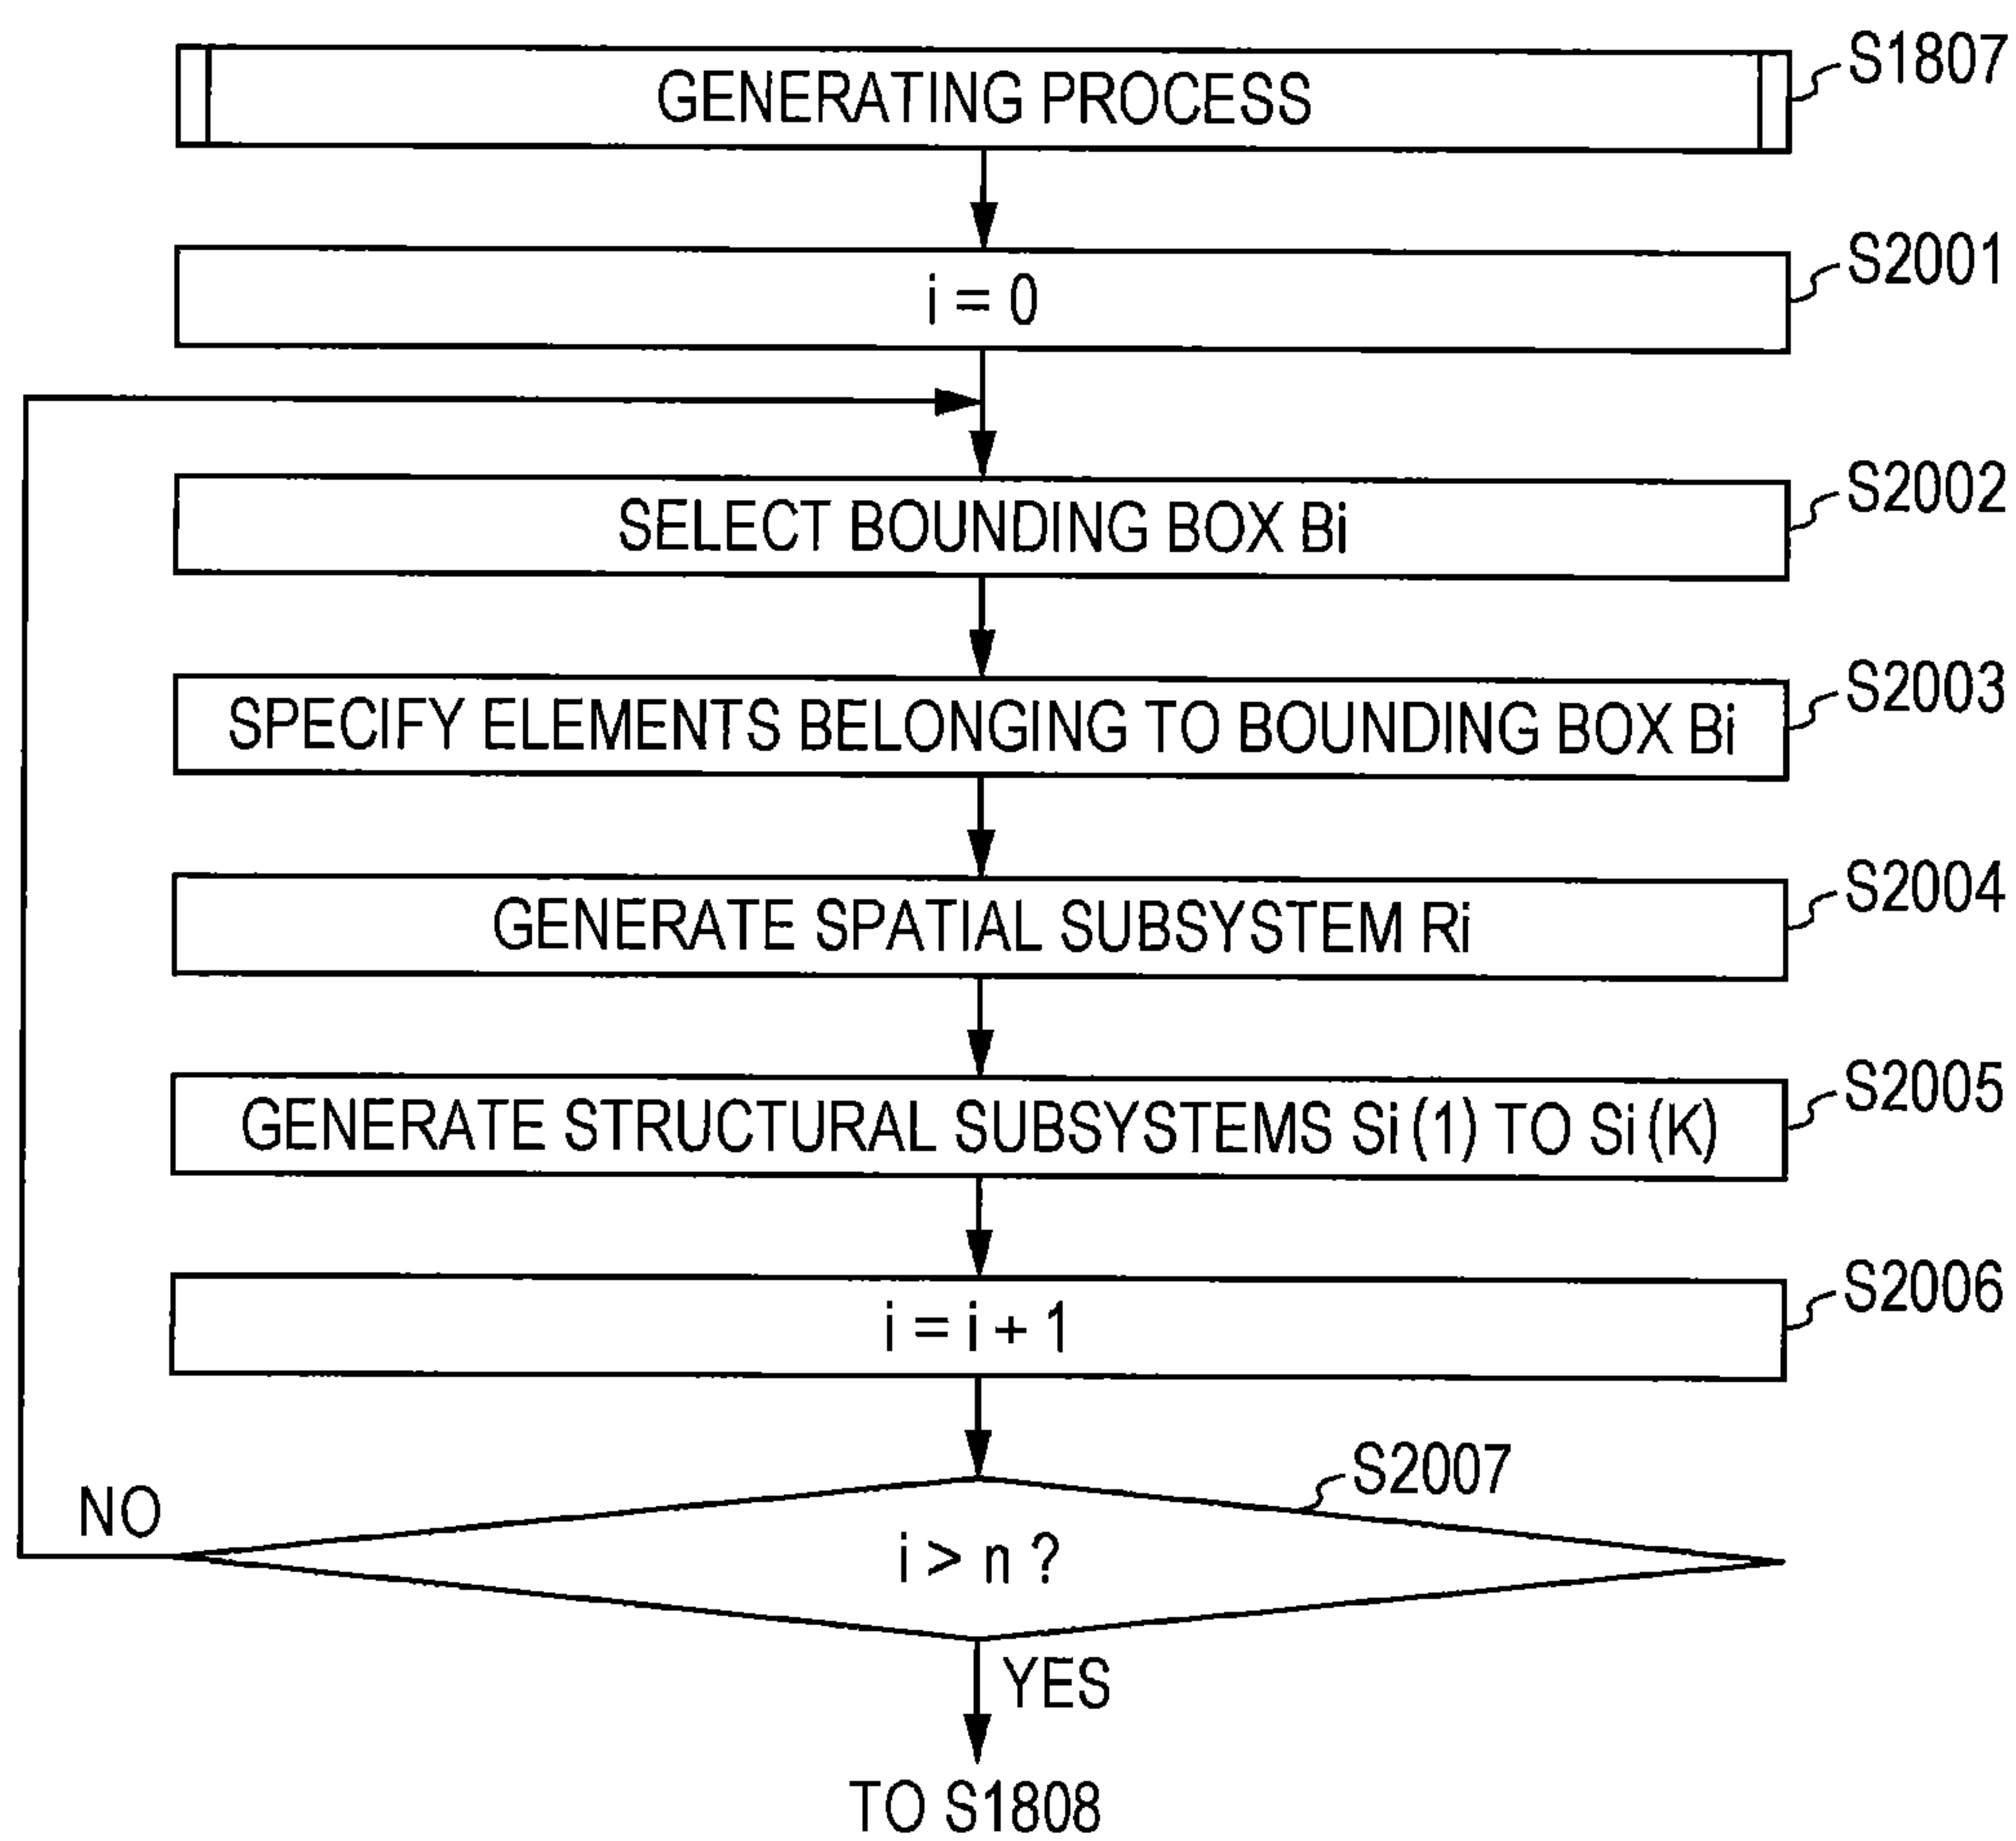 GENERATING PROCESS
S1807
i = 0
S2001
SELECT BOUNDING BOX Bi
S2002
SPECIFY ELEMENTS BELONGING TO BOUNDING BOX Bi
S2003
GENERATE SPATIAL SUBSYSTEM Ri
S2004
GENERATE STRUCTURAL SUBSYSTEMS Si (1) TO Si (K)
S2005
i = i + 1
S2006
S2007
NO
i > n ?
YES
TO S1808